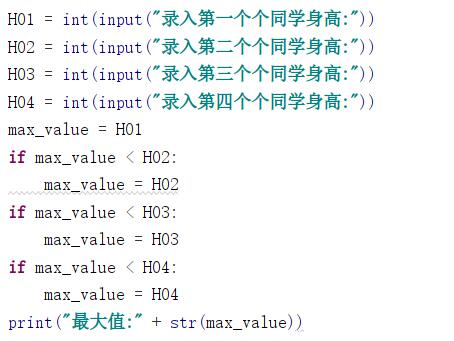 H01 = int(input("录入第一个个同学身高:"))
H02 = int(input("录入第二个个同学身高:"))
H03 = int(input("录入第三个个同学身高:"))
H04 = int(input("录入第四个个同学身高:"))
max_value = H01
if max_value < H02:
    max_value = H02
if max_value < H03:
    max_value = H03
if max_value < H04:
    max_value = H04
print("最大值:" + str(max_value))